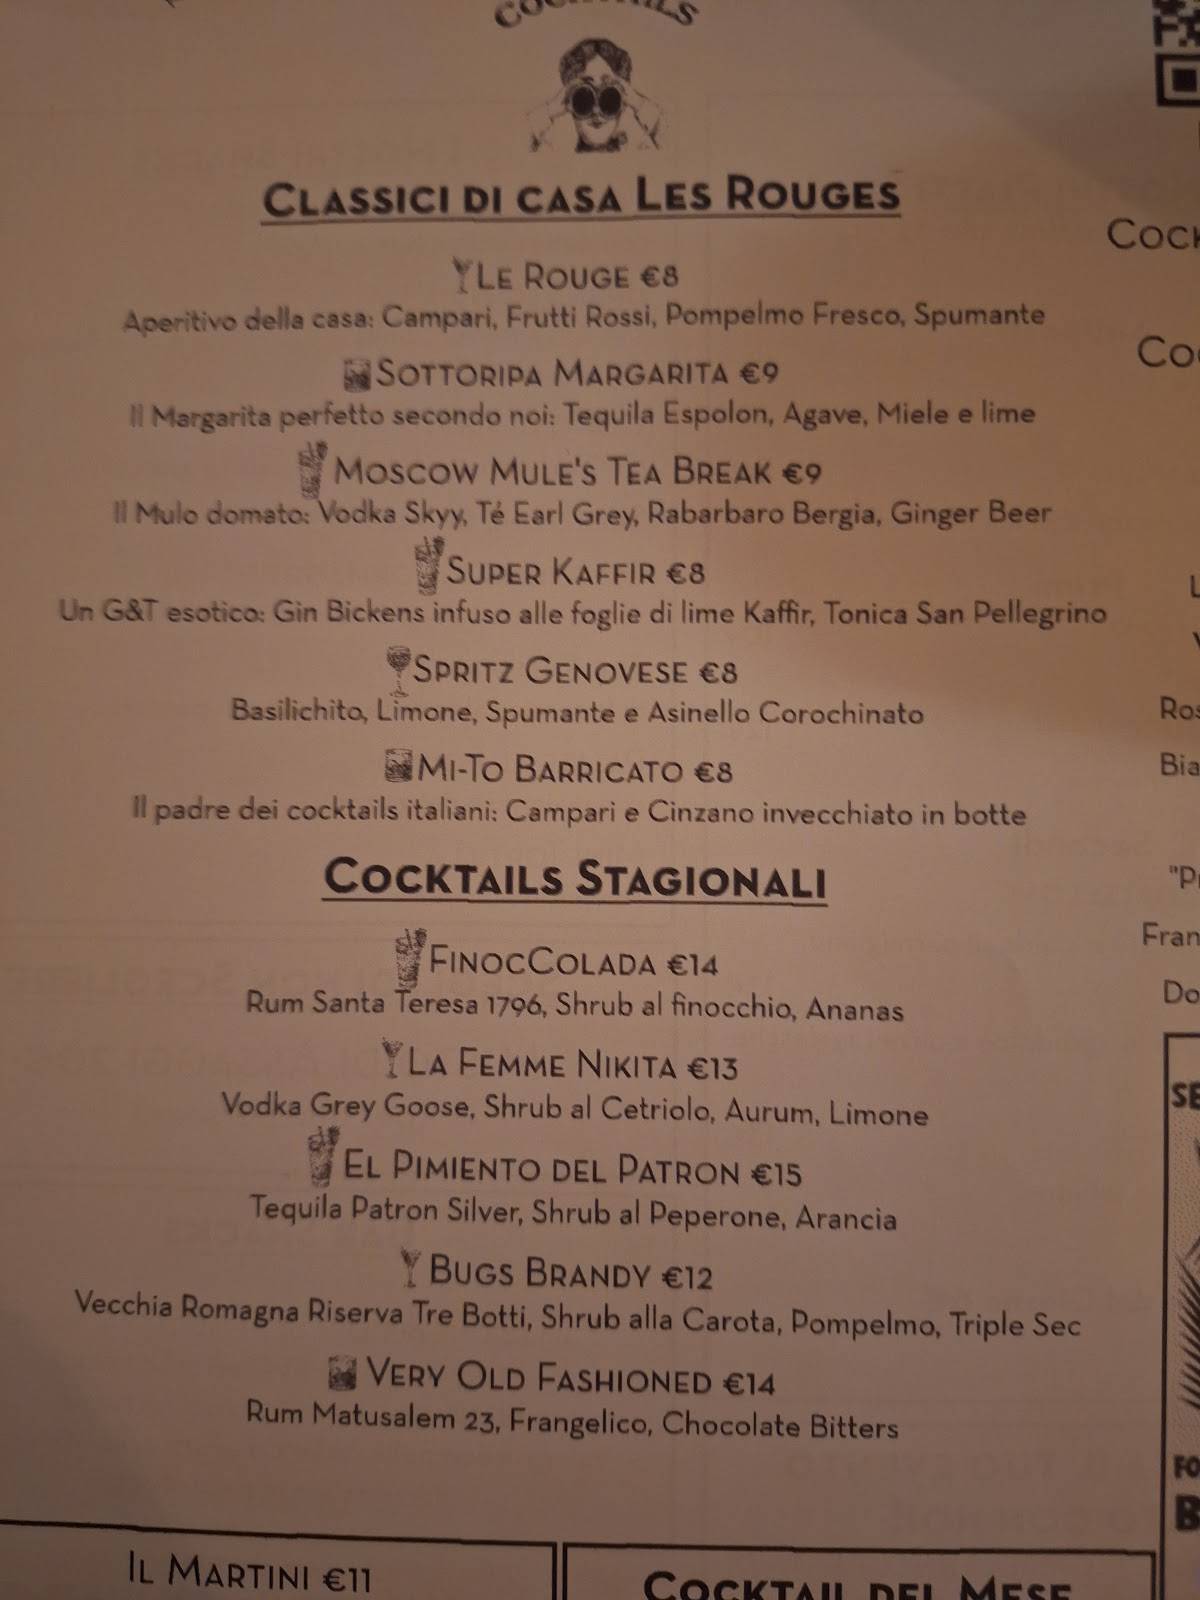 CLASSICI DI CASA LES ROUGES
LE ROUGE €8
Aperitivo della casa: Campari, Frutti Rossi, Pompelmo Fresco, Spumante
SOTTORIPA MARGARITA €9
Il Margarita perfetto secondo noi: Tequila Espolon, Agave, Miele e lime
MOSCOW MULE'S TEA BREAK €9
Il Mulo domato: Vodka Skyy, Té Earl Grey, Rabarbaro Bergia, Ginger Beer
SUPER KAFFIR €8
Un G&T esotico: Gin Bickens infuso alle foglie di lime Kaffir, Tonica San Pellegrino
SPRITZ GENOVESE €8
Basilichito, Limone, Spumante e Asinello Corochinato
MI-TO BARRICATO €8
Il padre dei cocktails italiani: Campari e Cinzano invecchiato in botte
COCKTAILS STAGIONALI
FINOCCOLADA €14
Rum Santa Teresa 1796, Shrub al finocchio, Ananas
LA FEMME NIKITA €13
Vodka Grey Goose, Shrub al Cetriolo, Aurum, Limone
EL PIMIENTO DEL PATRON €15
Tequila Patron Silver, Shrub al Peperone, Arancia
BUGS BRANDY €12
Vecchia Romagna Riserva Tre Botti, Shrub alla Carota, Pompelmo, Triple Sec
VERY OLD FASHIONED €14
Rum Matusalem 23, Frangelico, Chocolate Bitters
IL MARTINI €11
COCKTAIL DEL MESE